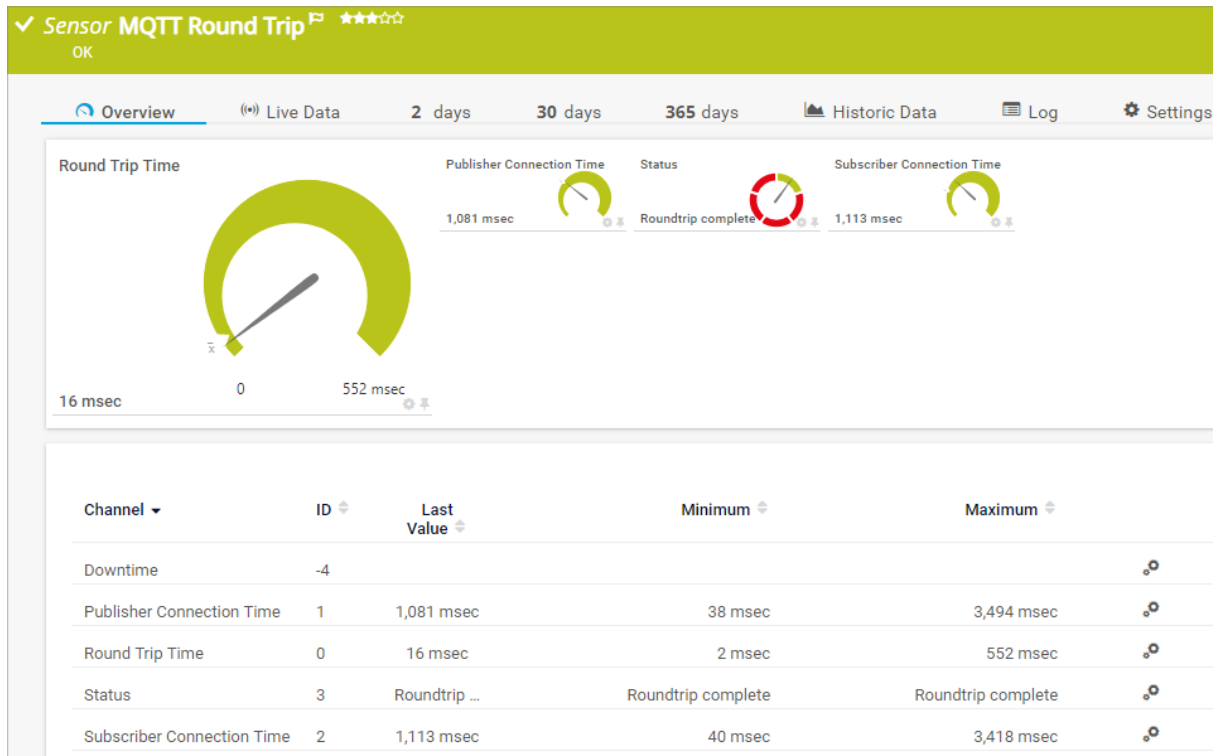 Sensor MQTT Round Trip
OK
Overview Live Data 2 days 30 days 365 days Historic Data Log Settings
Round Trip Time
x
0 552 msec
16 msec
Publisher Connection Time
1,081 msec
Status
Roundtrip complete
Subscriber Connection Time
1,113 msec
Channel ID Last Value Minimum Maximum
Downtime -4
Publisher Connection Time 1 1,081 msec 38 msec 3,494 msec
Round Trip Time 0 16 msec 2 msec 552 msec
Status 3 Roundtrip ... Roundtrip complete Roundtrip complete
Subscriber Connection Time 2 1,113 msec 40 msec 3,418 msec